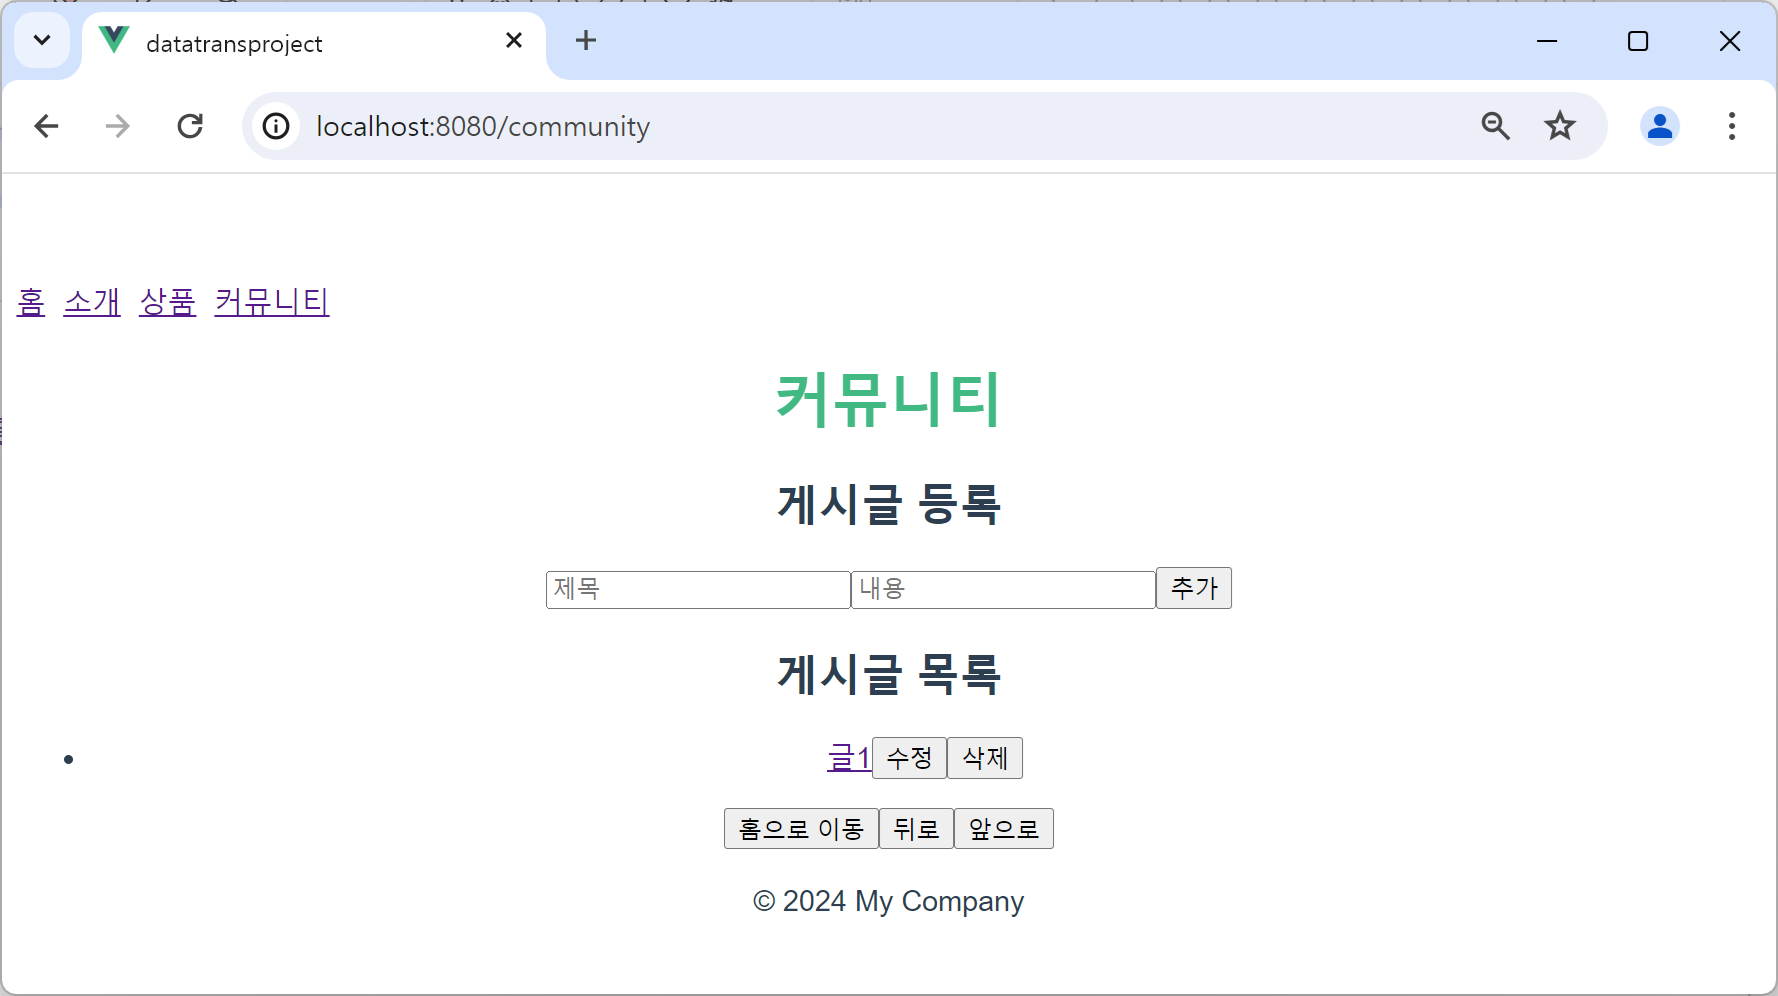 datatransproject
localhost:8080/community
홈 소개 상품 커뮤니티
커뮤니티
게시글 등록
제목 내용 추가
게시글 목록
글1 수정 삭제
홈으로 이동 뒤로 앞으로
© 2024 My Company